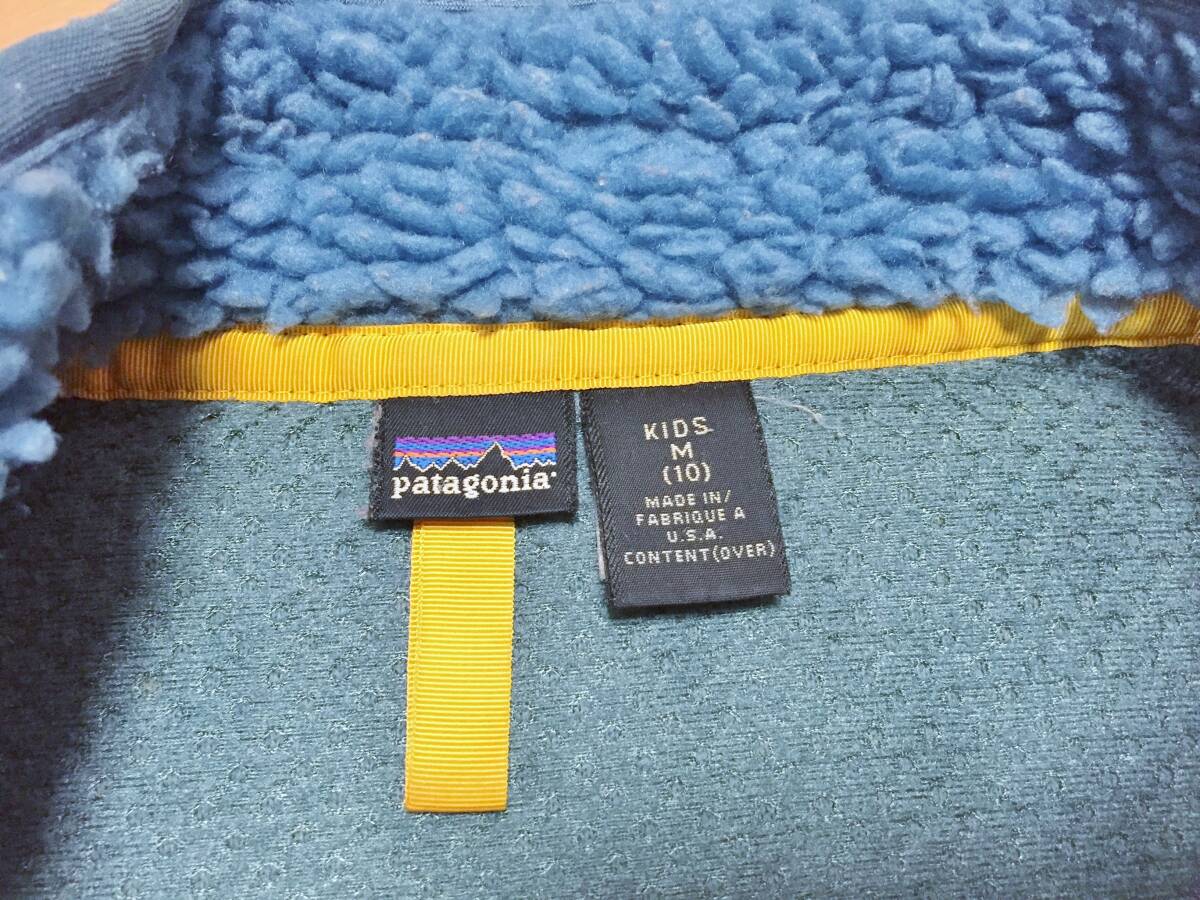 patagonia
KIDS
M
(10)
MADE IN/
FABRIQUE A
U.S.A.
CONTENT(OVER)